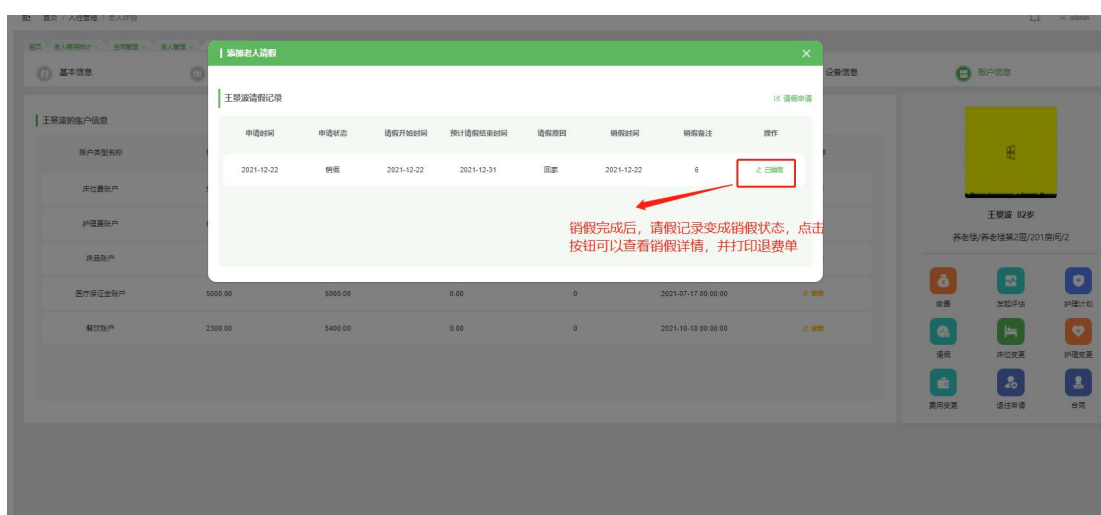 首页 / 入住管理 / 老人详情
admin
首页
老人费用统计
合同管理
老人管理
添加老人请假
×
基本信息
设备信息
账户信息
王景波请假记录
请假申请
王景波的账户信息
申请时间 申请状态 请假开始时间 预计请假结束时间 请假原因 销假时间 销假备注 操作
账户类型名称
2021-12-22 销假 2021-12-22 2021-12-31 回家 2021-12-22 6 已销假
床位费账户
王景波 82岁
护理费账户
销假完成后，请假记录变成销假状态，点击
按钮可以查看销假详情，并打印退费单
养老楼/养老楼第2层/201房间/2
床品账户
医疗保证金账户 5000.00 5000.00 0.00 0 2021-07-17 00:00:00 缴费
缴费 发起评估 护理计划
餐饮账户 2300.00 5400.00 0.00 0 2021-10-18 00:00:00 缴费
请假 床位变更 护理变更
费用变更 退住申请 合同